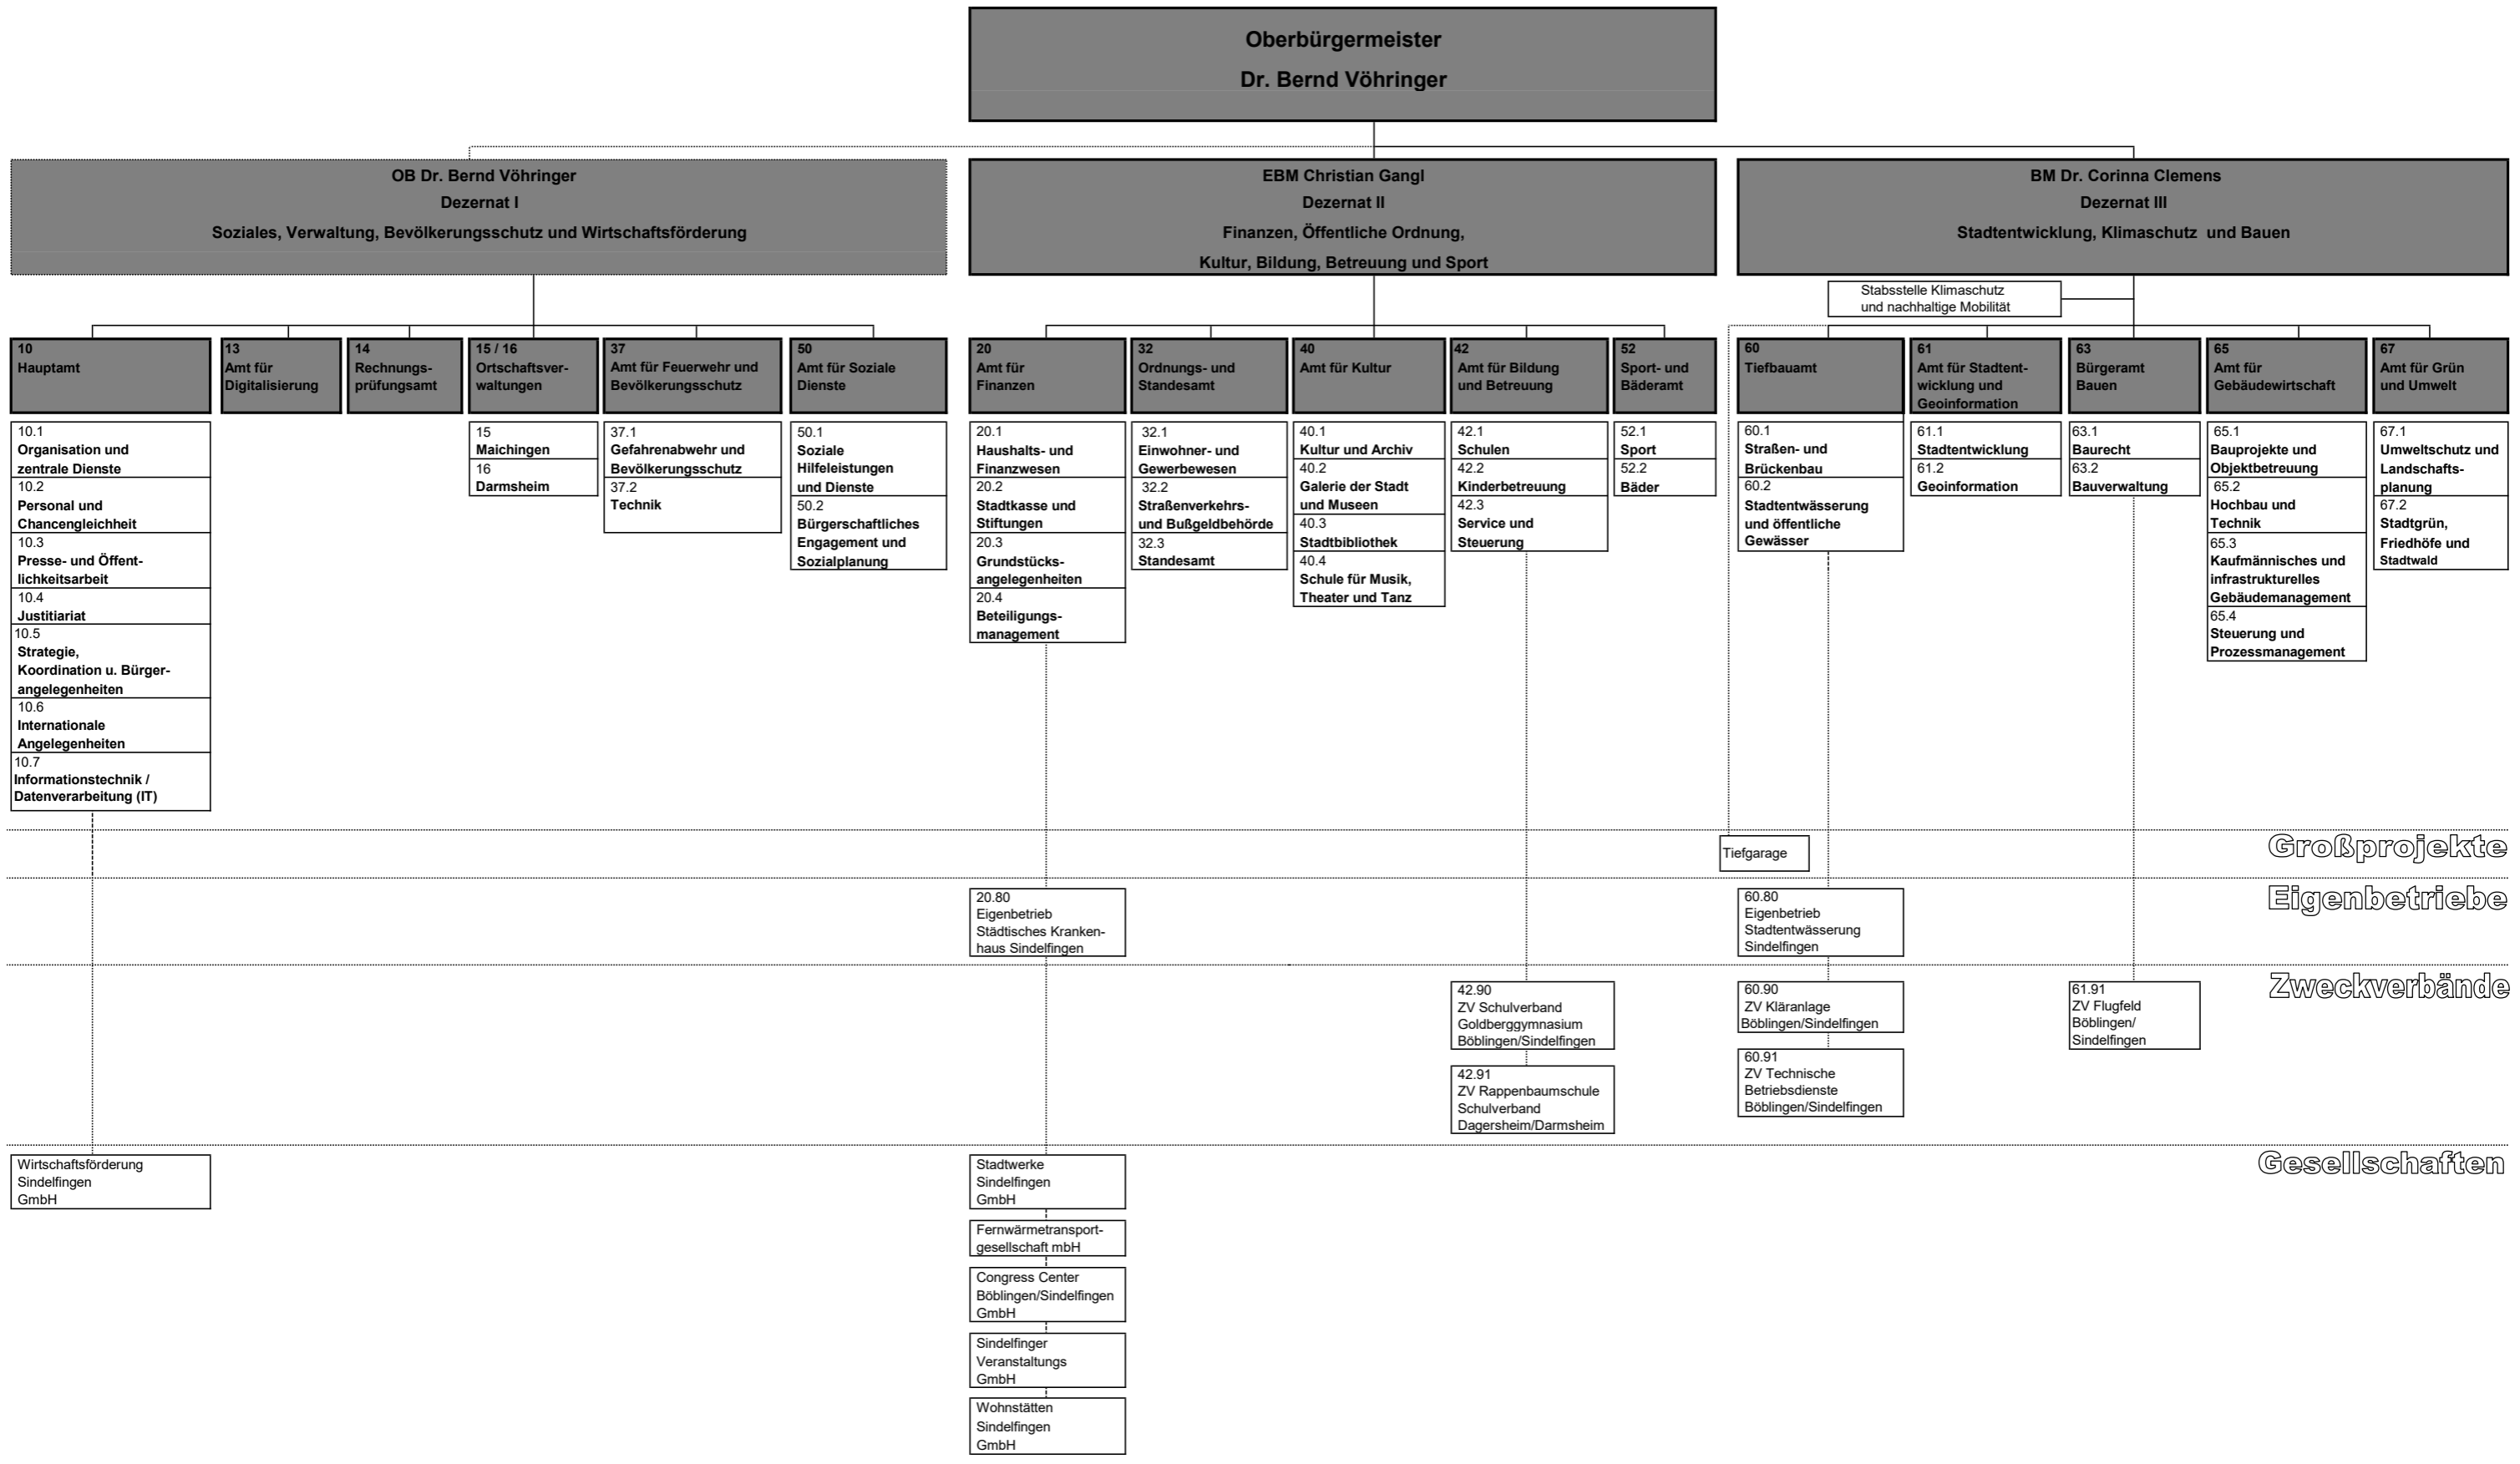 Oberbürgermeister
Dr. Bernd Vöhringer
OB Dr. Bernd Vöhringer
Dezernat I
Soziales, Verwaltung, Bevölkerungsschutz und Wirtschaftsförderung
EBM Christian Gangl
Dezernat II
Finanzen, Öffentliche Ordnung,
Kultur, Bildung, Betreuung und Sport
BM Dr. Corinna Clemens
Dezernat III
Stadtentwicklung, Klimaschutz und Bauen
Stabsstelle Klimaschutz
und nachhaltige Mobilität
10
Hauptamt
13
Amt für
Digitalisierung
14
Rechnungs-
prüfungsamt
15 / 16
Ortschaftsver-
waltungen
37
Amt für Feuerwehr und
Bevölkerungsschutz
50
Amt für Soziale
Dienste
20
Amt für
Finanzen
32
Ordnungs- und
Standesamt
40
Amt für Kultur
42
Amt für Bildung
und Betreuung
52
Sport- und
Bäderamt
60
Tiefbauamt
61
Amt für Stadtent-
wicklung und
Geoinformation
63
Bürgeramt
Bauen
65
Amt für
Gebäudewirtschaft
67
Amt für Grün
und Umwelt
10.1
Organisation und
zentrale Dienste
10.2
Personal und
Chancengleichheit
10.3
Presse- und Öffent-
lichkeitsarbeit
10.4
Justitiariat
10.5
Strategie,
Koordination u. Bürger-
angelegenheiten
10.6
Internationale
Angelegenheiten
10.7
Informationstechnik /
Datenverarbeitung (IT)
15
Maichingen
16
Darmsheim
37.1
Gefahrenabwehr und
Bevölkerungsschutz
37.2
Technik
50.1
Soziale
Hilfeleistungen
und Dienste
50.2
Bürgerschaftliches
Engagement und
Sozialplanung
20.1
Haushalts- und
Finanzwesen
20.2
Stadtkasse und
Stiftungen
20.3
Grundstücks-
angelegenheiten
20.4
Beteiligungs-
management
32.1
Einwohner- und
Gewerbewesen
32.2
Straßenverkehrs-
und Bußgeldbehörde
32.3
Standesamt
40.1
Kultur und Archiv
40.2
Galerie der Stadt
und Museen
40.3
Stadtbibliothek
40.4
Schule für Musik,
Theater und Tanz
42.1
Schulen
42.2
Kinderbetreuung
42.3
Service und
Steuerung
52.1
Sport
52.2
Bäder
60.1
Straßen- und
Brückenbau
60.2
Stadtentwässerung
und öffentliche
Gewässer
61.1
Stadtentwicklung
61.2
Geoinformation
63.1
Baurecht
63.2
Bauverwaltung
65.1
Bauprojekte und
Objektbetreuung
65.2
Hochbau und
Technik
65.3
Kaufmännisches und
infrastrukturelles
Gebäudemanagement
65.4
Steuerung und
Prozessmanagement
67.1
Umweltschutz und
Landschafts-
planung
67.2
Stadtgrün,
Friedhöfe und
Stadtwald
Großprojekte
Tiefgarage
Eigenbetriebe
20.80
Eigenbetrieb
Städtisches Kranken-
haus Sindelfingen
60.80
Eigenbetrieb
Stadtentwässerung
Sindelfingen
Zweckverbände
42.90
ZV Schulverband
Goldberggymnasium
Böblingen/Sindelfingen
42.91
ZV Rappenbaumschule
Schulverband
Dagersheim/Darmsheim
60.90
ZV Kläranlage
Böblingen/Sindelfingen
60.91
ZV Technische
Betriebsdienste
Böblingen/Sindelfingen
61.91
ZV Flugfeld
Böblingen/
Sindelfingen
Gesellschaften
Wirtschaftsförderung
Sindelfingen
GmbH
Stadtwerke
Sindelfingen
GmbH
Fernwärmetransport-
gesellschaft mbH
Congress Center
Böblingen/Sindelfingen
GmbH
Sindelfinger
Veranstaltungs
GmbH
Wohnstätten
Sindelfingen
GmbH